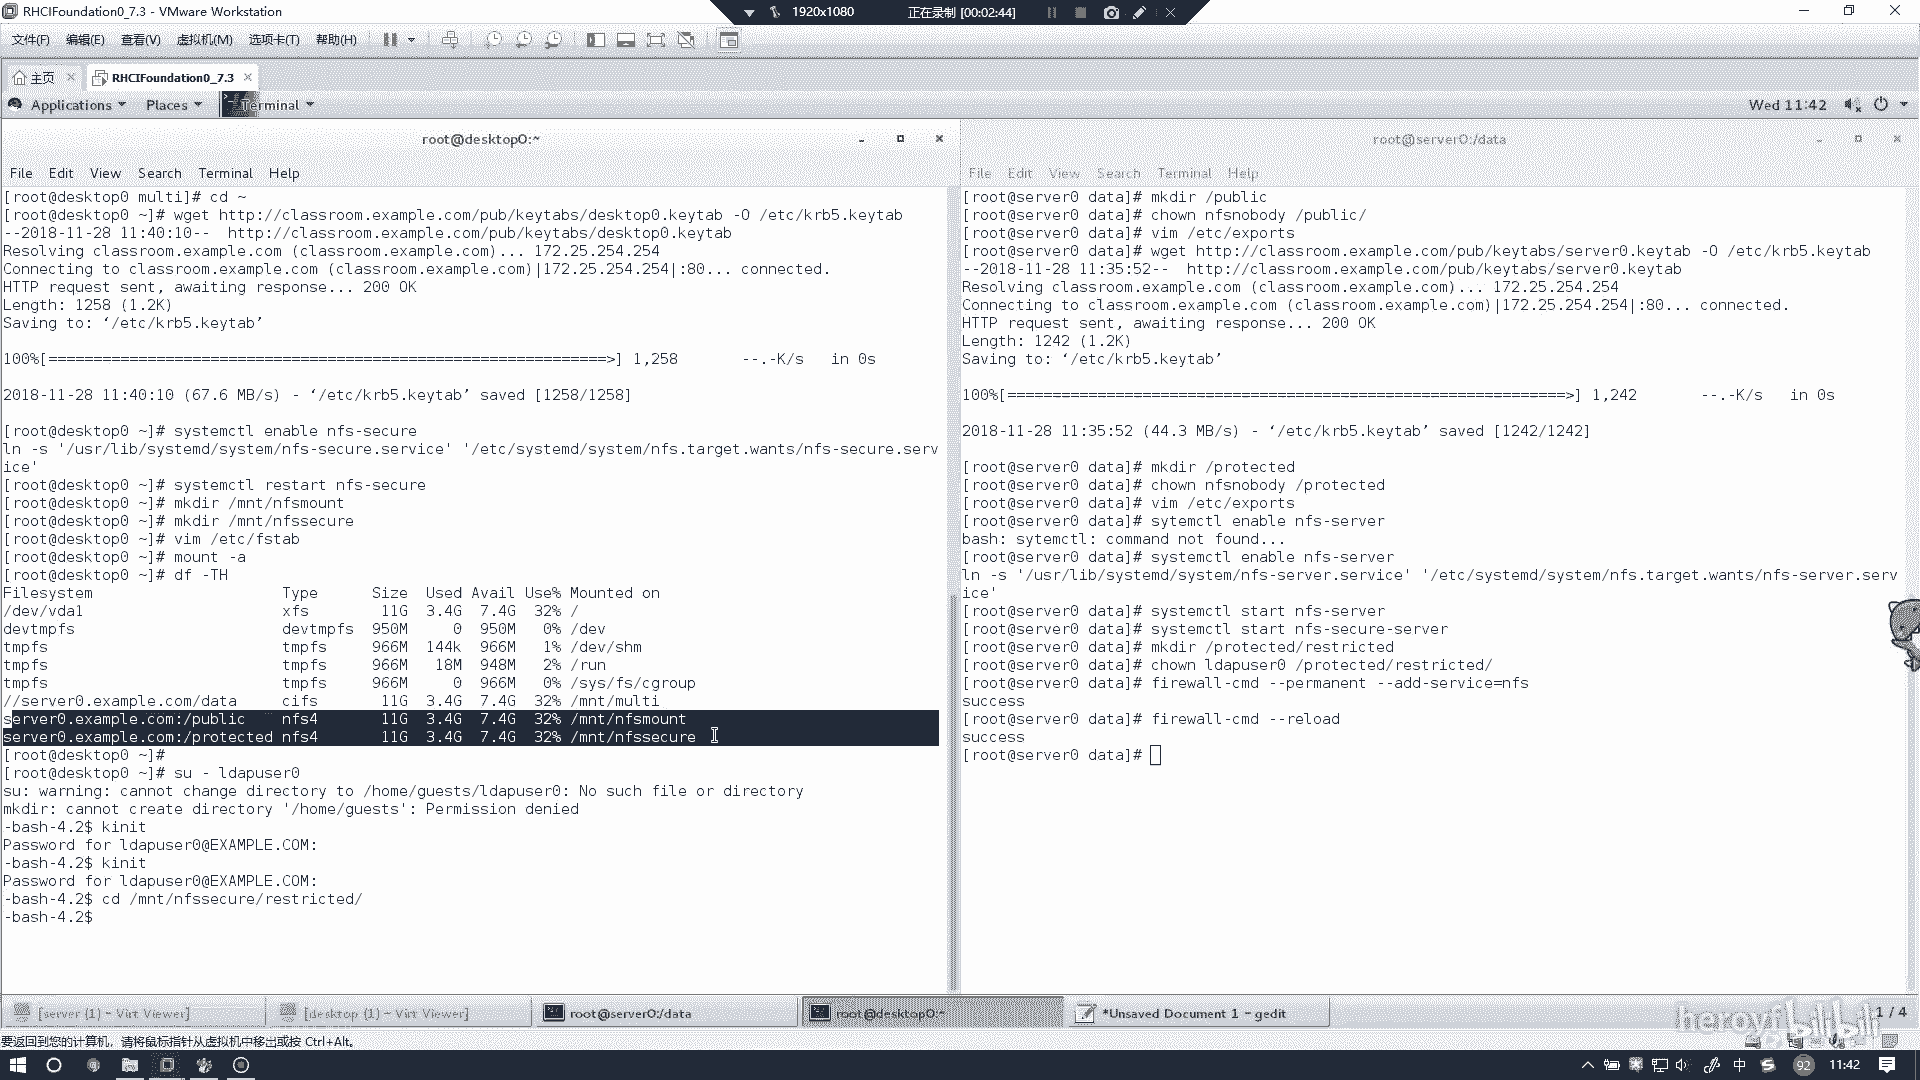 RHCIFoundation0_7.3 - VMware Workstation
1920x1080
正在录制 [00:02:44]
文件(F) 编辑(E) 查看(V) 虚拟机(M) 选项卡(T) 帮助(H)
主页
RHCIFoundation0_7.3
Applications Places Terminal
Wed 11:42
root@desktop0:~
File Edit View Search Terminal Help
[root@desktop0 multi]# cd ~
[root@desktop0 ~]# wget http://classroom.example.com/pub/keytabs/desktop0.keytab -O /etc/krb5.keytab
--2018-11-28 11:40:10-- http://classroom.example.com/pub/keytabs/desktop0.keytab
Resolving classroom.example.com (classroom.example.com)... 172.25.254.254
Connecting to classroom.example.com (classroom.example.com)|172.25.254.254|:80... connected.
HTTP request sent, awaiting response... 200 OK
Length: 1258 (1.2K)
Saving to: ‘/etc/krb5.keytab’
100%[==============================================================>] 1,258 --.-K/s in 0s
2018-11-28 11:40:10 (67.6 MB/s) - ‘/etc/krb5.keytab’ saved [1258/1258]
[root@desktop0 ~]# systemctl enable nfs-secure
ln -s '/usr/lib/systemd/system/nfs-secure.service' '/etc/systemd/system/nfs.target.wants/nfs-secure.serv
ice'
[root@desktop0 ~]# systemctl restart nfs-secure
[root@desktop0 ~]# mkdir /mnt/nfsmount
[root@desktop0 ~]# mkdir /mnt/nfssecure
[root@desktop0 ~]# vim /etc/fstab
[root@desktop0 ~]# mount -a
[root@desktop0 ~]# df -TH
Filesystem Type Size Used Avail Use% Mounted on
/dev/vda1 xfs 11G 3.4G 7.4G 32% /
devtmpfs devtmpfs 950M 0 950M 0% /dev
tmpfs tmpfs 966M 144k 966M 1% /dev/shm
tmpfs tmpfs 966M 18M 948M 2% /run
tmpfs tmpfs 966M 0 966M 0% /sys/fs/cgroup
//server0.example.com/data cifs 11G 3.4G 7.4G 32% /mnt/multi
server0.example.com:/public nfs4 11G 3.4G 7.4G 32% /mnt/nfsmount
server0.example.com:/protected nfs4 11G 3.4G 7.4G 32% /mnt/nfssecure
[root@desktop0 ~]#
[root@desktop0 ~]# su - ldapuser0
su: warning: cannot change directory to /home/guests/ldapuser0: No such file or directory
mkdir: cannot create directory '/home/guests': Permission denied
-bash-4.2$ kinit
Password for ldapuser0@EXAMPLE.COM:
-bash-4.2$ kinit
Password for ldapuser0@EXAMPLE.COM:
-bash-4.2$ cd /mnt/nfssecure/restricted/
-bash-4.2$
root@server0:/data
File Edit View Search Terminal Help
[root@server0 data]# mkdir /public
[root@server0 data]# chown nfsnobody /public/
[root@server0 data]# vim /etc/exports
[root@server0 data]# wget http://classroom.example.com/pub/keytabs/server0.keytab -O /etc/krb5.keytab
--2018-11-28 11:35:52-- http://classroom.example.com/pub/keytabs/server0.keytab
Resolving classroom.example.com (classroom.example.com)... 172.25.254.254
Connecting to classroom.example.com (classroom.example.com)|172.25.254.254|:80... connected.
HTTP request sent, awaiting response... 200 OK
Length: 1242 (1.2K)
Saving to: ‘/etc/krb5.keytab’
100%[==============================================================>] 1,242 --.-K/s in 0s
2018-11-28 11:35:52 (44.3 MB/s) - ‘/etc/krb5.keytab’ saved [1242/1242]
[root@server0 data]# mkdir /protected
[root@server0 data]# chown nfsnobody /protected
[root@server0 data]# vim /etc/exports
[root@server0 data]# sytemctl enable nfs-server
bash: sytemctl: command not found...
[root@server0 data]# systemctl enable nfs-server
ln -s '/usr/lib/systemd/system/nfs-server.service' '/etc/systemd/system/nfs.target.wants/nfs-server.serv
ice'
[root@server0 data]# systemctl start nfs-server
[root@server0 data]# systemctl start nfs-secure-server
[root@server0 data]# mkdir /protected/restricted
[root@server0 data]# chown ldapuser0 /protected/restricted/
[root@server0 data]# firewall-cmd --permanent --add-service=nfs
success
[root@server0 data]# firewall-cmd --reload
success
[root@server0 data]#
[server (1) - Virt Viewer] [desktop (1) - Virt Viewer] root@server0:/data root@desktop0:~ *Unsaved Document 1 - gedit 1 / 4
bilibili
要返回到您的计算机，请将鼠标指针从虚拟机中移出或按 Ctrl+Alt。
中 92 11:42